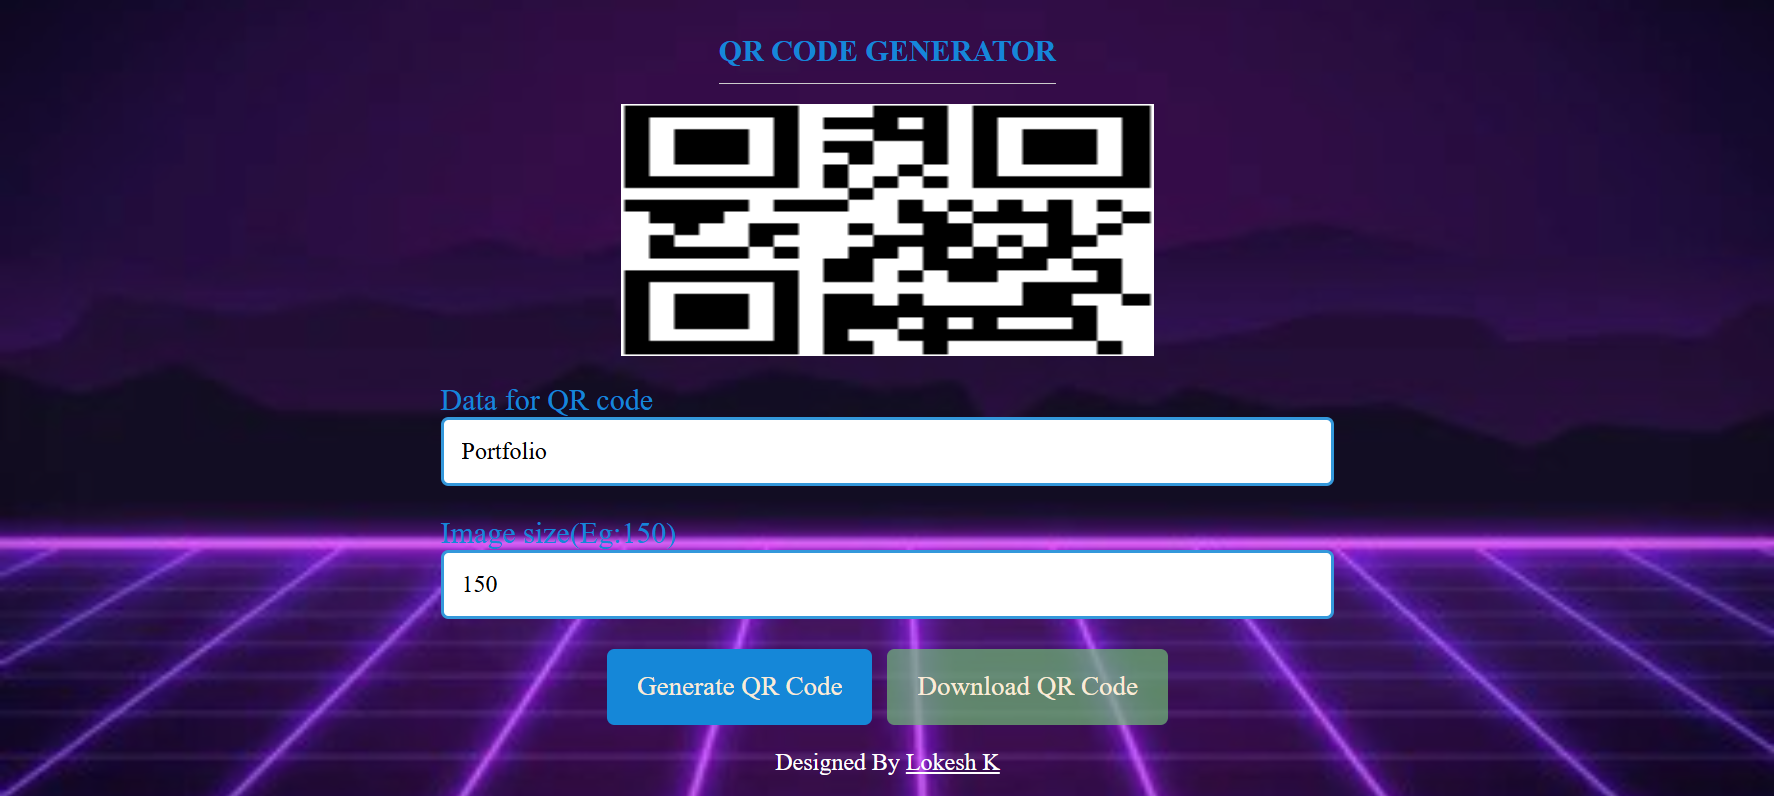 QR CODE GENERATOR
Data for QR code
Portfolio
Image size(Eg:150)
150
Generate QR Code
Download QR Code
Designed By Lokesh K